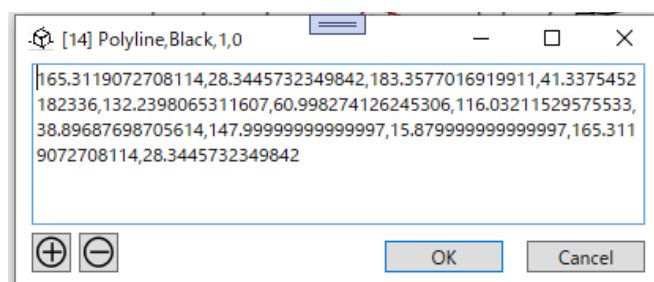 [14] Polyline,Black,1,0
165.3119072708114,28.3445732349842,183.3577016919911,41.3375452
182336,132.2398065311607,60.998274126245306,116.03211529575533,
38.89687698705614,147.99999999999997,15.879999999999997,165.311
9072708114,28.3445732349842
OK Cancel